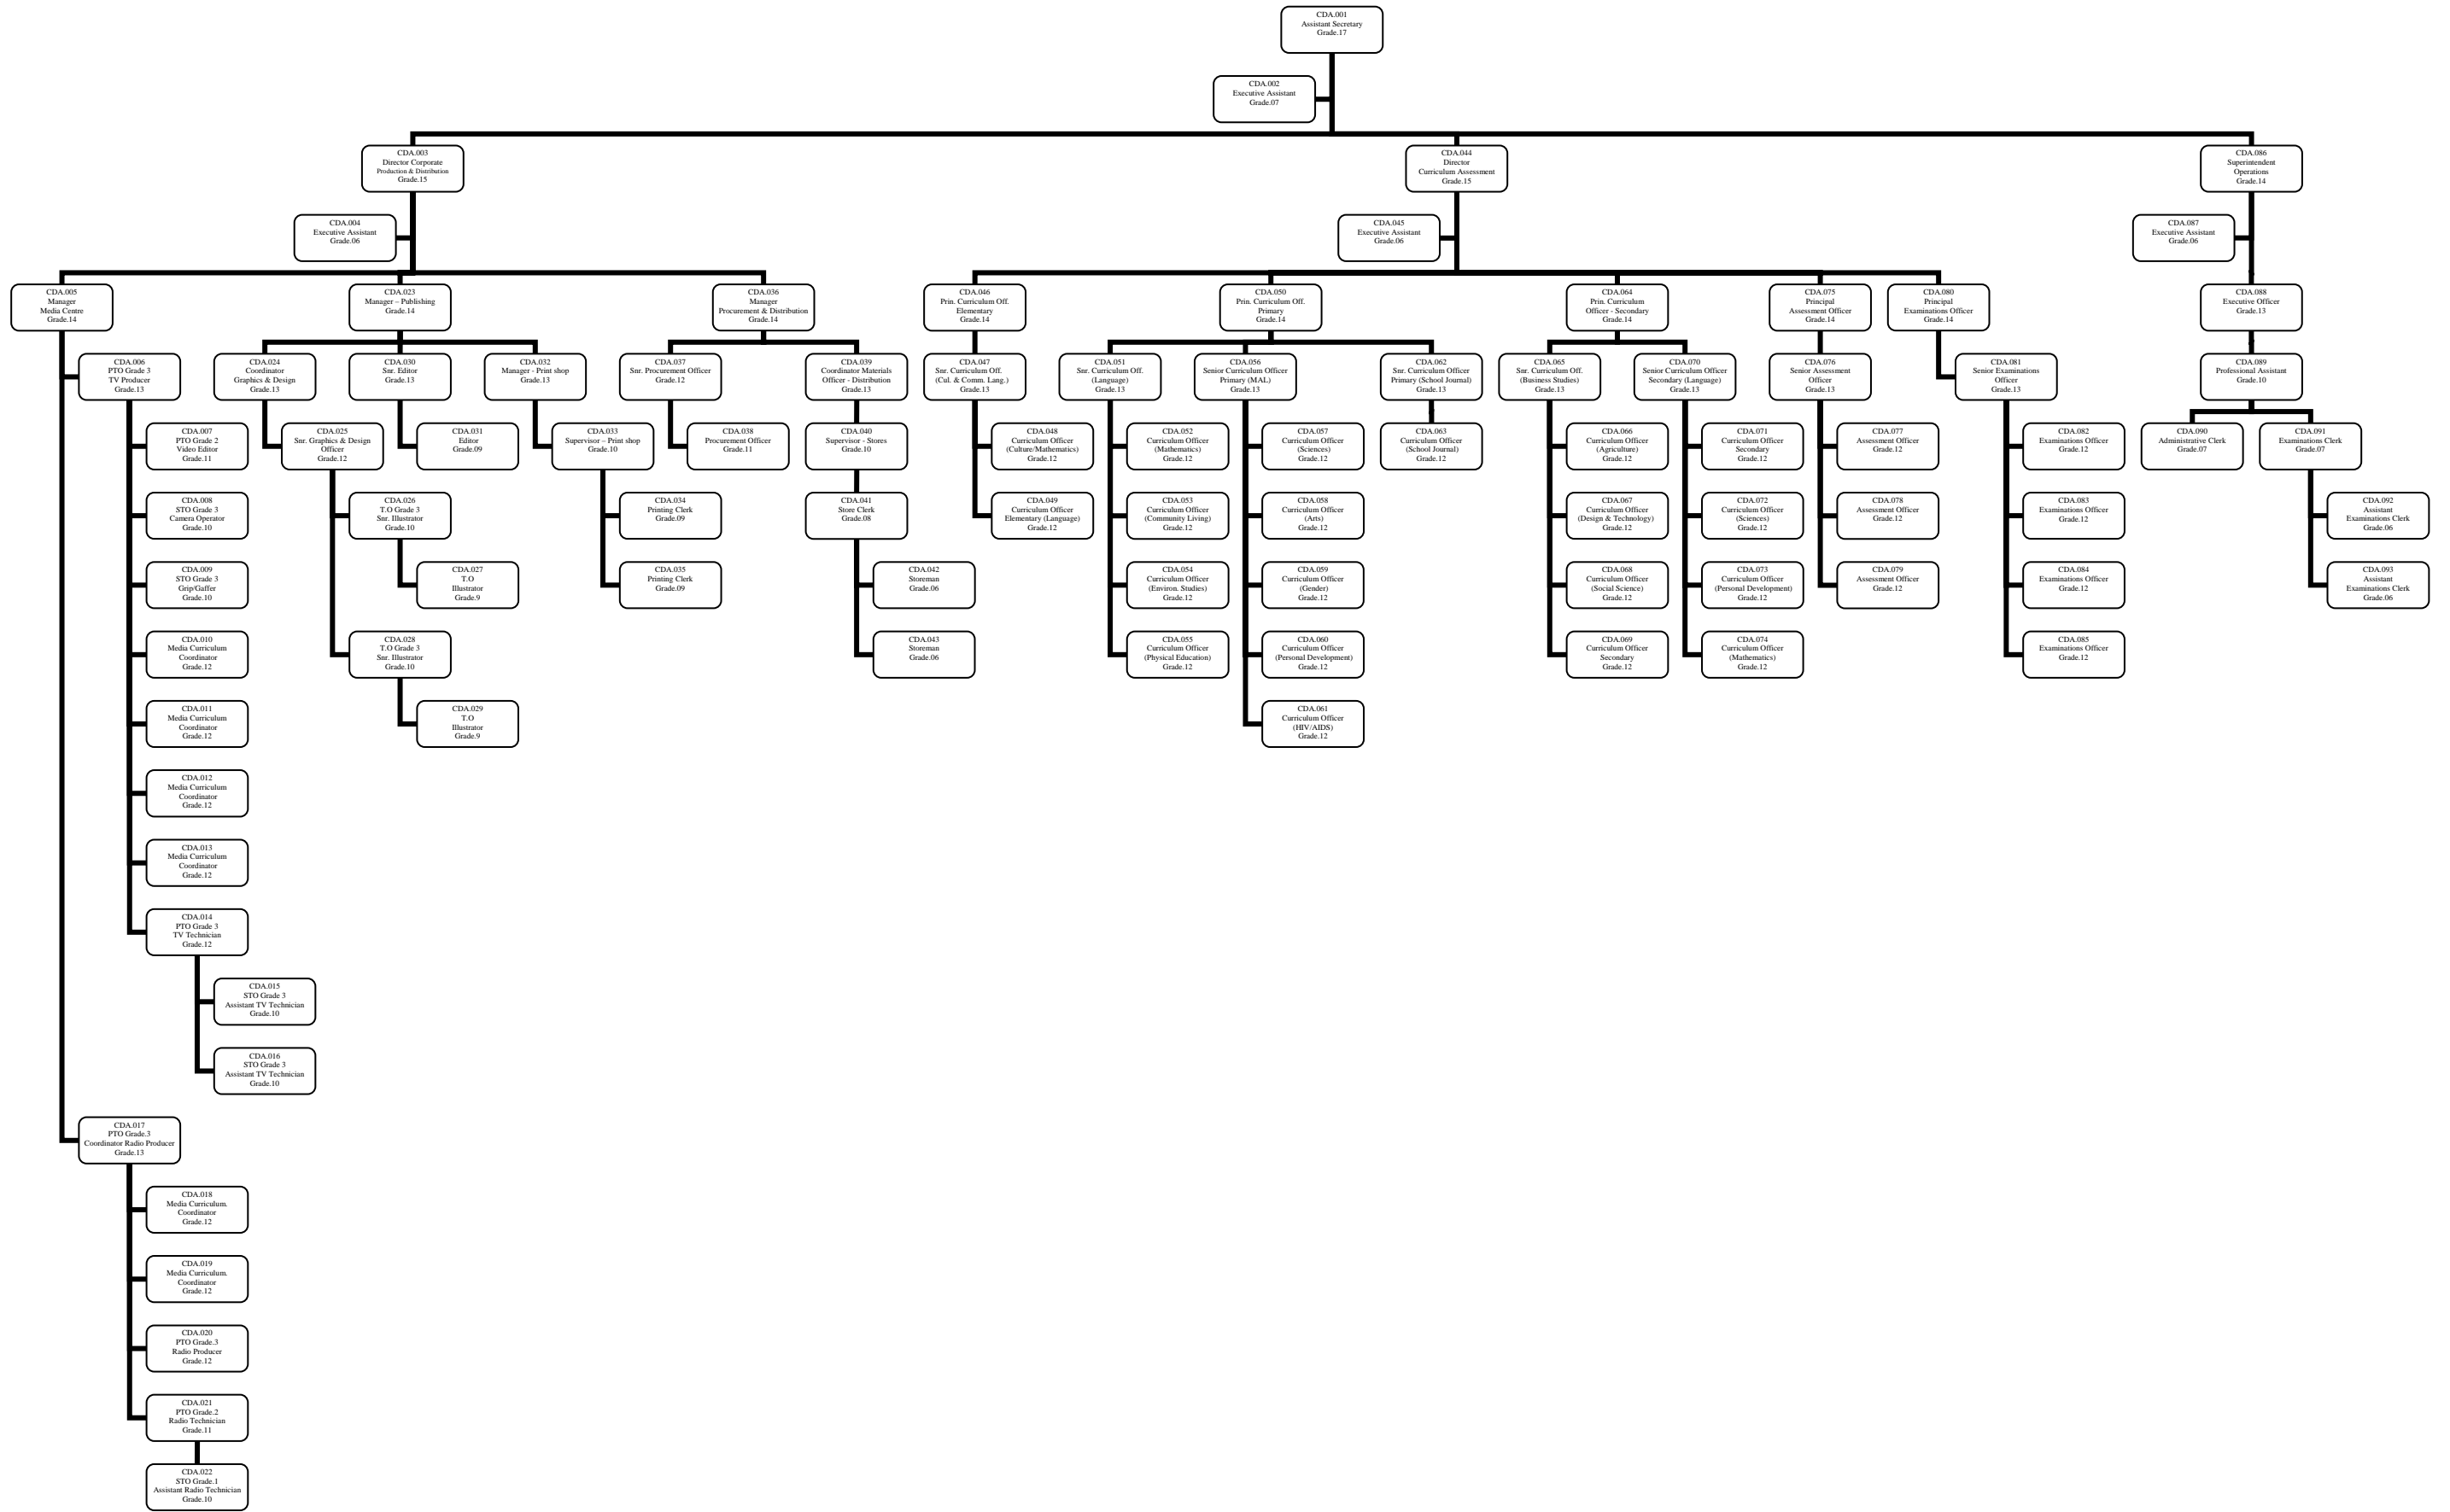 CDA.001
Assistant Secretary
Grade.17
CDA.002
Executive Assistant
Grade.07
CDA.003
Director Corporate
Production & Distribution
Grade.15
CDA.044
Director
Curriculum Assessment
Grade.15
CDA.086
Superintendent
Operations
Grade.14
CDA.004
Executive Assistant
Grade.06
CDA.045
Executive Assistant
Grade.06
CDA.087
Executive Assistant
Grade.06
CDA.005
Manager
Media Centre
Grade.14
CDA.023
Manager – Publishing
Grade.14
CDA.036
Manager
Procurement & Distribution
Grade.14
CDA.046
Prin. Curriculum Off.
Elementary
Grade.14
CDA.050
Prin. Curriculum Off.
Primary
Grade.14
CDA.064
Prin. Curriculum
Officer - Secondary
Grade.14
CDA.075
Principal
Assessment Officer
Grade.14
CDA.080
Principal
Examinations Officer
Grade.14
CDA.088
Executive Officer
Grade.13
CDA.006
PTO Grade 3
TV Producer
Grade.13
CDA.024
Coordinator
Graphics & Design
Grade.13
CDA.030
Snr. Editor
Grade.13
CDA.032
Manager - Print shop
Grade.13
CDA.037
Snr. Procurement Officer
Grade.12
CDA.039
Coordinator Materials
Officer - Distribution
Grade.13
CDA.047
Snr. Curriculum Off.
(Cul. & Comm. Lang.)
Grade.13
CDA.051
Snr. Curriculum Off.
(Language)
Grade.13
CDA.056
Senior Curriculum Officer
Primary (MAL)
Grade.13
CDA.062
Snr. Curriculum Officer
Primary (School Journal)
Grade.13
CDA.065
Snr. Curriculum Off.
(Business Studies)
Grade.13
CDA.070
Senior Curriculum Officer
Secondary (Language)
Grade.13
CDA.076
Senior Assessment
Officer
Grade.13
CDA.081
Senior Examinations
Officer
Grade.13
CDA.089
Professional Assistant
Grade.10
CDA.007
PTO Grade 2
Video Editor
Grade.11
CDA.025
Snr. Graphics & Design
Officer
Grade.12
CDA.031
Editor
Grade.09
CDA.033
Supervisor – Print shop
Grade.10
CDA.038
Procurement Officer
Grade.11
CDA.040
Supervisor - Stores
Grade.10
CDA.048
Curriculum Officer
(Culture/Mathematics)
Grade.12
CDA.052
Curriculum Officer
(Mathematics)
Grade.12
CDA.057
Curriculum Officer
(Sciences)
Grade.12
CDA.063
Curriculum Officer
(School Journal)
Grade.12
CDA.066
Curriculum Officer
(Agriculture)
Grade.12
CDA.071
Curriculum Officer
Secondary
Grade.12
CDA.077
Assessment Officer
Grade.12
CDA.082
Examinations Officer
Grade.12
CDA.090
Administrative Clerk
Grade.07
CDA.091
Examinations Clerk
Grade.07
CDA.008
STO Grade 3
Camera Operator
Grade.10
CDA.026
T.O Grade 3
Snr. Illustrator
Grade.10
CDA.034
Printing Clerk
Grade.09
CDA.041
Store Clerk
Grade.08
CDA.049
Curriculum Officer
Elementary (Language)
Grade.12
CDA.053
Curriculum Officer
(Community Living)
Grade.12
CDA.058
Curriculum Officer
(Arts)
Grade.12
CDA.067
Curriculum Officer
(Design & Technology)
Grade.12
CDA.072
Curriculum Officer
(Sciences)
Grade.12
CDA.078
Assessment Officer
Grade.12
CDA.083
Examinations Officer
Grade.12
CDA.092
Assistant
Examinations Clerk
Grade.06
CDA.009
STO Grade 3
Grip/Gaffer
Grade.10
CDA.027
T.O
Illustrator
Grade.9
CDA.035
Printing Clerk
Grade.09
CDA.042
Storeman
Grade.06
CDA.054
Curriculum Officer
(Environ. Studies)
Grade.12
CDA.059
Curriculum Officer
(Gender)
Grade.12
CDA.068
Curriculum Officer
(Social Science)
Grade.12
CDA.073
Curriculum Officer
(Personal Development)
Grade.12
CDA.079
Assessment Officer
Grade.12
CDA.084
Examinations Officer
Grade.12
CDA.093
Assistant
Examinations Clerk
Grade.06
CDA.010
Media Curriculum
Coordinator
Grade.12
CDA.028
T.O Grade 3
Snr. Illustrator
Grade.10
CDA.043
Storeman
Grade.06
CDA.055
Curriculum Officer
(Physical Education)
Grade.12
CDA.060
Curriculum Officer
(Personal Development)
Grade.12
CDA.069
Curriculum Officer
Secondary
Grade.12
CDA.074
Curriculum Officer
(Mathematics)
Grade.12
CDA.085
Examinations Officer
Grade.12
CDA.011
Media Curriculum
Coordinator
Grade.12
CDA.029
T.O
Illustrator
Grade.9
CDA.061
Curriculum Officer
(HIV/AIDS)
Grade.12
CDA.012
Media Curriculum
Coordinator
Grade.12
CDA.013
Media Curriculum
Coordinator
Grade.12
CDA.014
PTO Grade 3
TV Technician
Grade.12
CDA.015
STO Grade 3
Assistant TV Technician
Grade.10
CDA.016
STO Grade 3
Assistant TV Technician
Grade.10
CDA.017
PTO Grade.3
Coordinator Radio Producer
Grade.13
CDA.018
Media Curriculum.
Coordinator
Grade.12
CDA.019
Media Curriculum.
Coordinator
Grade.12
CDA.020
PTO Grade.3
Radio Producer
Grade.12
CDA.021
PTO Grade.2
Radio Technician
Grade.11
CDA.022
STO Grade.1
Assistant Radio Technician
Grade.10